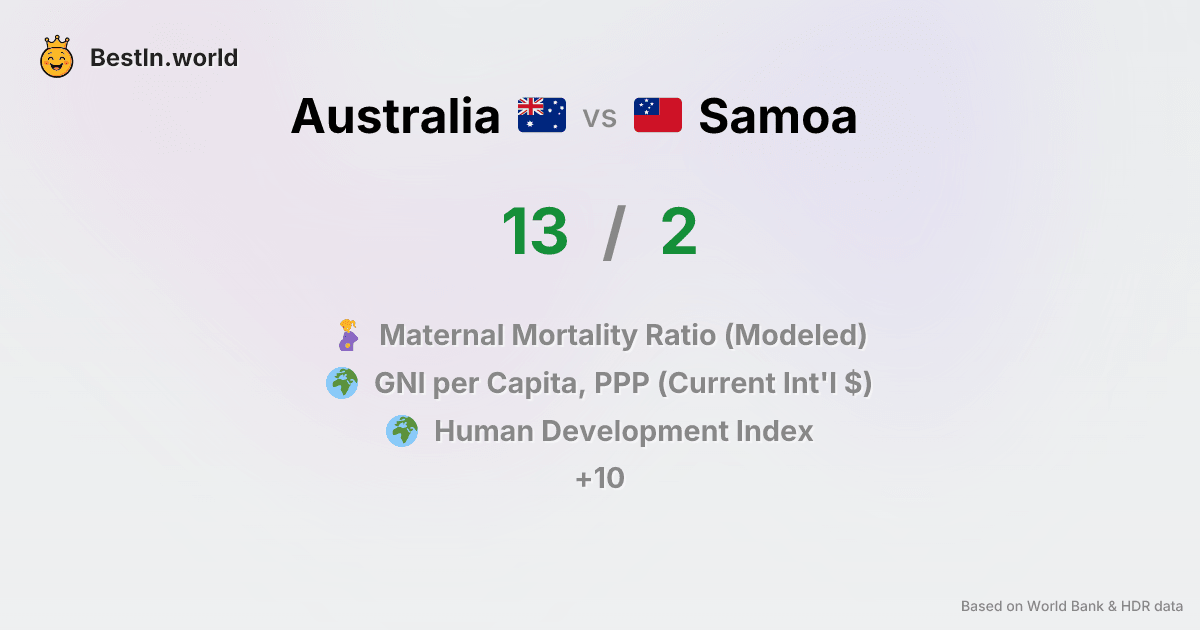 BestIn.world
Australia vs Samoa
13 / 2
Maternal Mortality Ratio (Modeled)
GNI per Capita, PPP (Current Int'l $)
Human Development Index
+10
Based on World Bank & HDR data